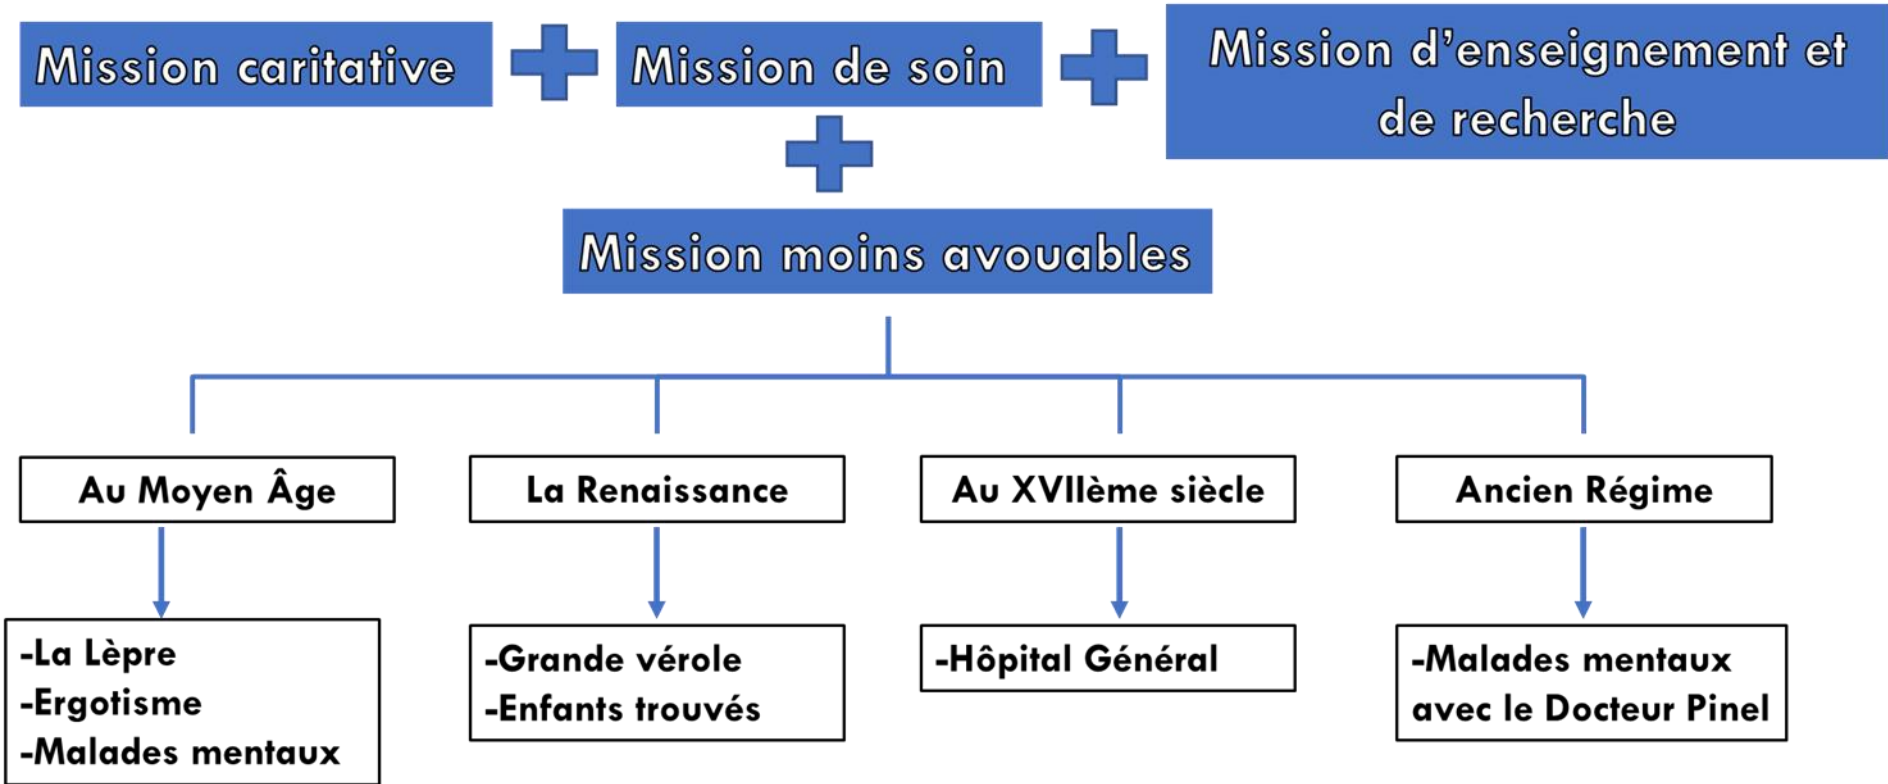 Mission caritative
Mission de soin
Mission d'enseignement et
de recherche
Mission moins avouables
Au Moyen Âge
La Renaissance
Au XVIIème siècle
Ancien Régime
-La Lèpre
-Ergotisme
-Malades mentaux
-Grande vérole
-Enfants trouvés
-Hôpital Général
-Malades mentaux
avec le Docteur Pinel